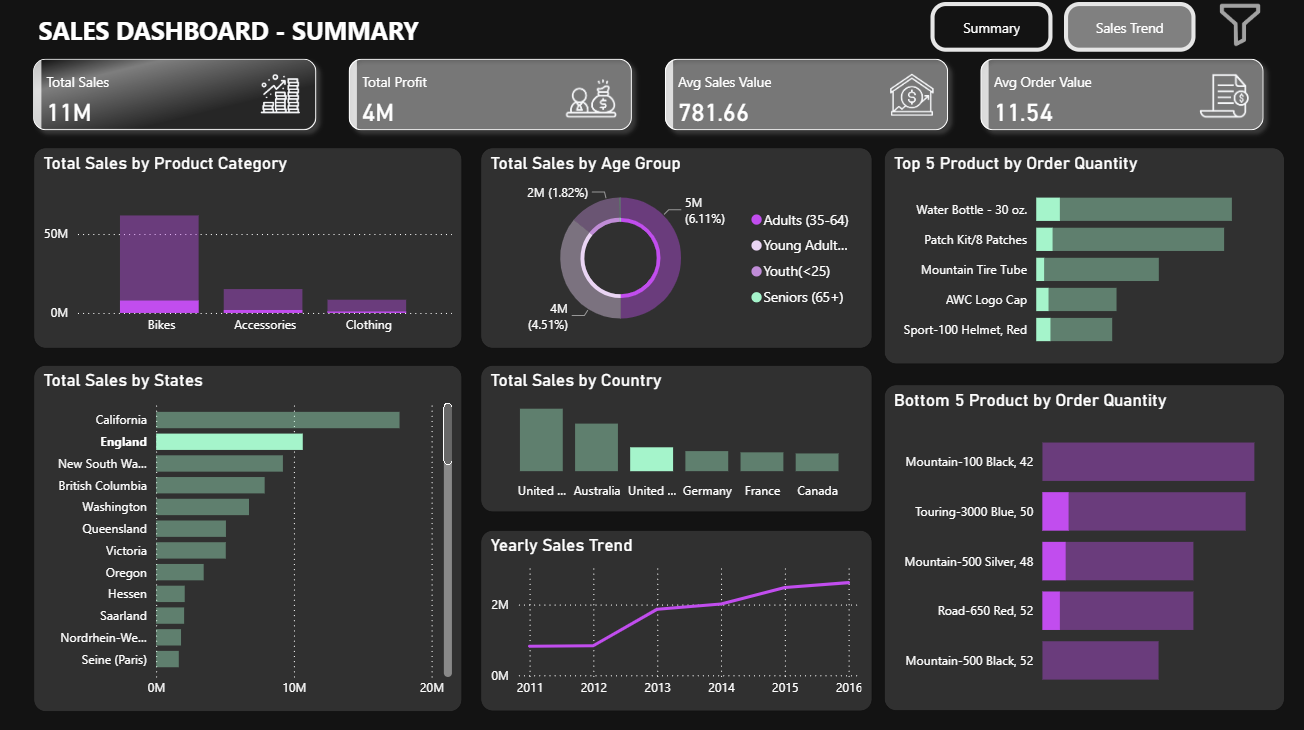 SALES DASHBOARD - SUMMARY
Summary
Sales Trend
Total Sales
11M
Total Profit
4M
Avg Sales Value
781.66
Avg Order Value
11.54
Total Sales by Product Category
50M
0M
Bikes
Accessories
Clothing
Total Sales by Age Group
2M (1.82%)
5M
(6.11%)
4M
(4.51%)
Adults (35-64)
Young Adult...
Youth(<25)
Seniors (65+)
Top 5 Product by Order Quantity
Water Bottle - 30 oz.
Patch Kit/8 Patches
Mountain Tire Tube
AWC Logo Cap
Sport-100 Helmet, Red
Total Sales by States
California
England
New South Wa...
British Columbia
Washington
Queensland
Victoria
Oregon
Hessen
Saarland
Nordrhein-We...
Seine (Paris)
0M
10M
20M
Total Sales by Country
United ...
Australia
United ...
Germany
France
Canada
Yearly Sales Trend
2M
0M
2011
2012
2013
2014
2015
2016
Bottom 5 Product by Order Quantity
Mountain-100 Black, 42
Touring-3000 Blue, 50
Mountain-500 Silver, 48
Road-650 Red, 52
Mountain-500 Black, 52